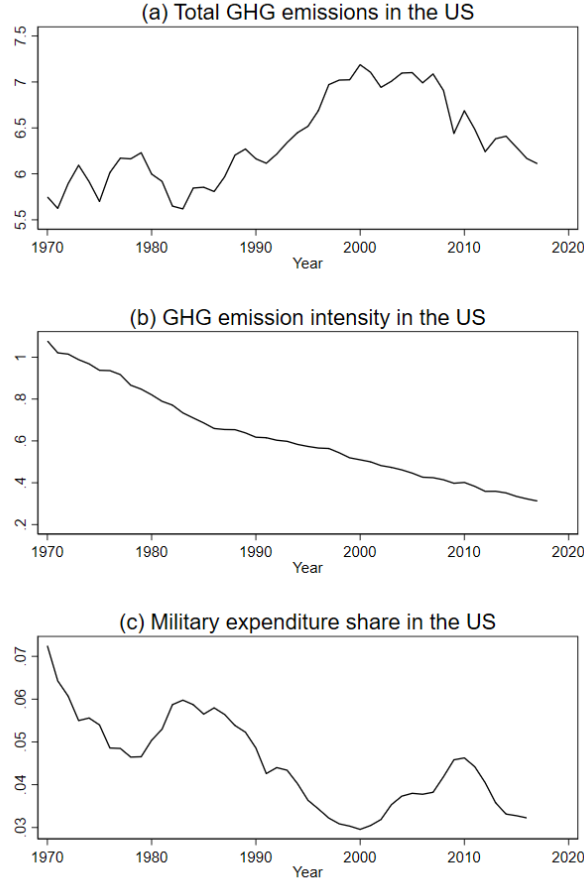 (a) Total GHG emissions in the US
7.5
7
6.5
6
5.5
1970 1980 1990 2000 2010 2020
Year
(b) GHG emission intensity in the US
1
.8
.6
.4
.2
1970 1980 1990 2000 2010 2020
Year
(c) Military expenditure share in the US
.07
.06
.05
.04
.03
1970 1980 1990 2000 2010 2020
Year